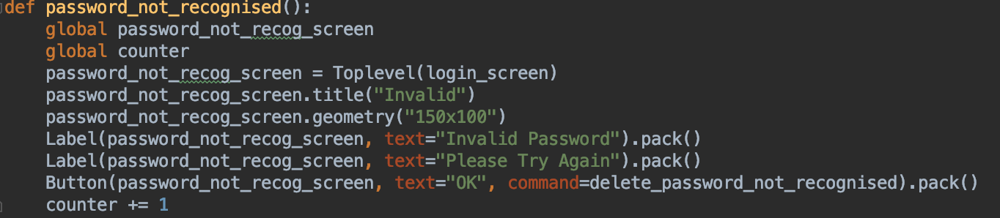 def password_not_recognised():
    global password_not_recog_screen
    global counter
    password_not_recog_screen = Toplevel(login_screen)
    password_not_recog_screen.title("Invalid")
    password_not_recog_screen.geometry("150x100")
    Label(password_not_recog_screen, text="Invalid Password").pack()
    Label(password_not_recog_screen, text="Please Try Again").pack()
    Button(password_not_recog_screen, text="OK", command=delete_password_not_recognised).pack()
    counter += 1